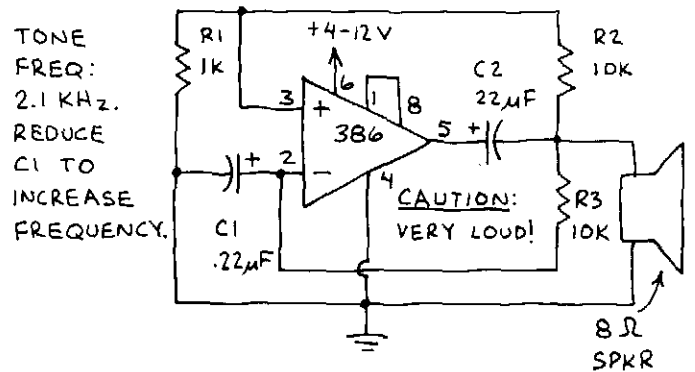 TONE
FREQ:
2.1 KHz.
REDUCE
C1 TO
INCREASE
FREQUENCY.
R1
1K
+4-12V
6
1
8
3
+
386
5
2
-
4
C1
.22µF
+
C2
22µF
+
R2
10K
R3
10K
CAUTION:
VERY LOUD!
8 Ω
SPKR